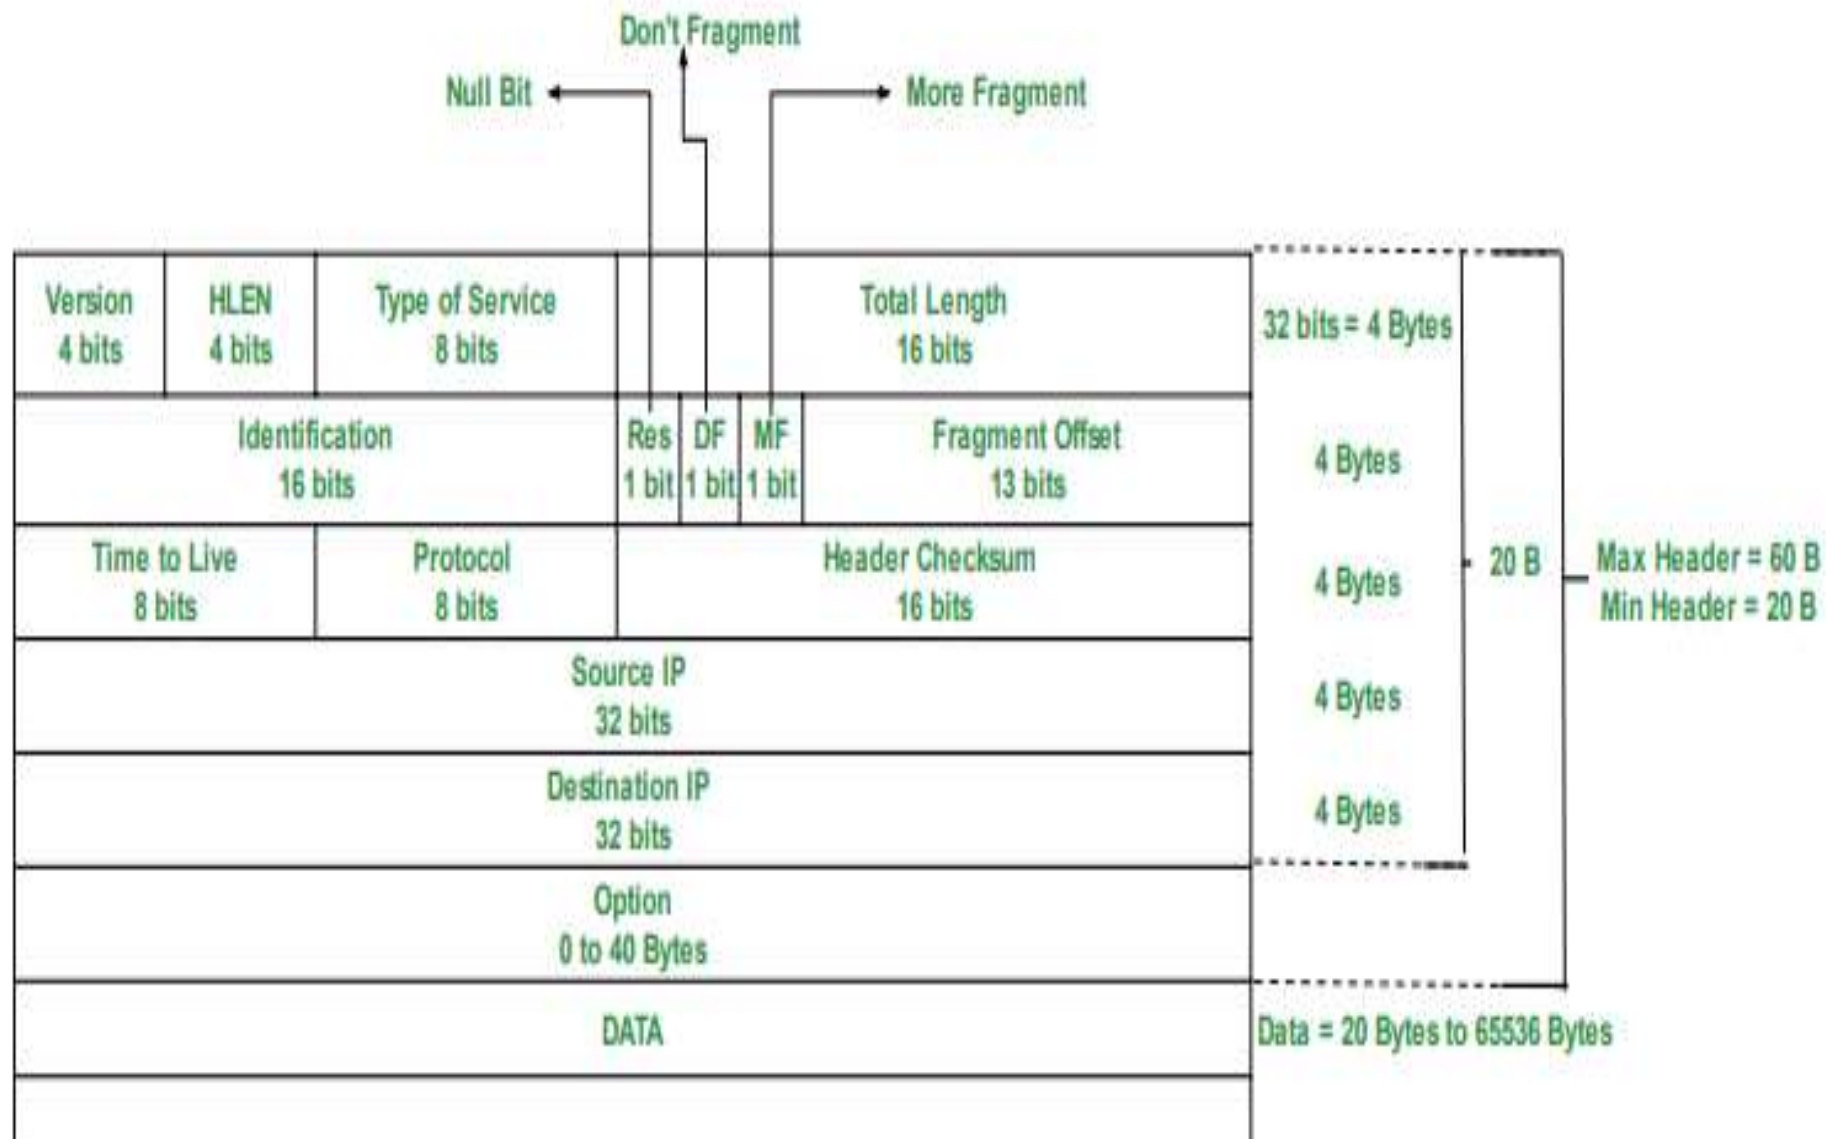 Don't Fragment
Null Bit
More Fragment
Version
4 bits
HLEN
4 bits
Type of Service
8 bits
Total Length
16 bits
32 bits = 4 Bytes
Identification
16 bits
Res
1 bit
DF
1 bit
MF
1 bit
Fragment Offset
13 bits
4 Bytes
Time to Live
8 bits
Protocol
8 bits
Header Checksum
16 bits
4 Bytes
20 B
Max Header = 60 B
Min Header = 20 B
Source IP
32 bits
4 Bytes
Destination IP
32 bits
4 Bytes
Option
0 to 40 Bytes
DATA
Data = 20 Bytes to 65536 Bytes